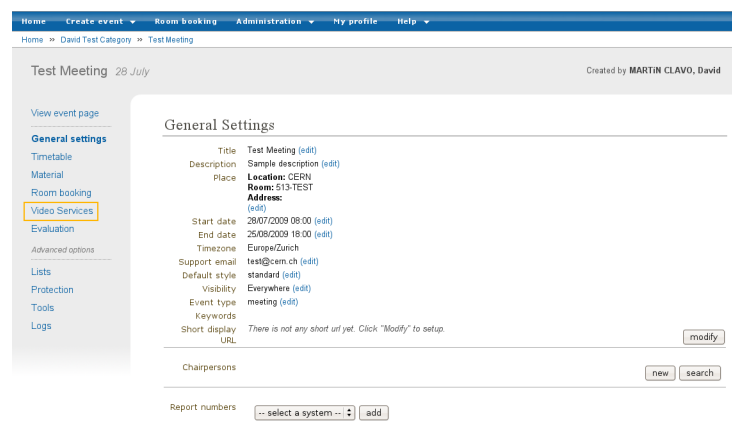 Home Create event Room booking Administration My profile Help
Home » David Test Category » Test Meeting
Test Meeting 28 July Created by MARTiN CLAVO, David
View event page
General settings
Timetable
Material
Room booking
Video Services
Evaluation
Advanced options
Lists
Protection
Tools
Logs
General Settings
Title Test Meeting (edit)
Description Sample description (edit)
Place Location: CERN
Room: 513-TEST
Address:
(edit)
Start date 28/07/2009 08:00 (edit)
End date 25/08/2009 18:00 (edit)
Timezone Europe/Zurich
Support email test@cern.ch (edit)
Default style standard (edit)
Visibility Everywhere (edit)
Event type meeting (edit)
Keywords
Short display URL There is not any short url yet. Click "Modify" to setup. modify
Chairpersons new search
Report numbers -- select a system -- add